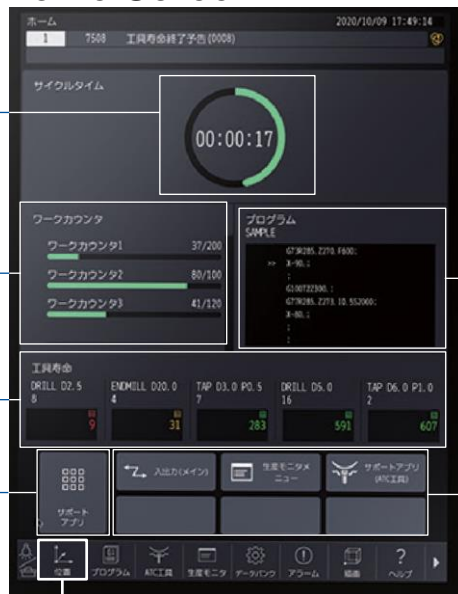 ホーム
2020/10/09 17:49:14
1 7508 工具寿命終了予告(0008)
サイクルタイム
00:00:17
ワークカウンタ
ワークカウンタ1 37/200
ワークカウンタ2 80/100
ワークカウンタ3 41/120
プログラム
SAMPLE
G73R285.Z270.F600;
>> X-90.;
;
G100T22300.;
G77R285.Z273.I0.5S2000;
X-80.;
;
;
工具寿命
DRILL D2.5 ENDMILL D20.0 TAP D3.0 P0.5 DRILL D5.0 TAP D6.0 P1.0
8 4 7 16 2
9 31 283 591 607
サポート
アプリ
入出力(メイン)
生産モニタメ
ニュー
サポートアプリ
(ATC工具)
位置 プログラム ATC工具 生産モニタ データバンク アラーム 描画 ヘルプ